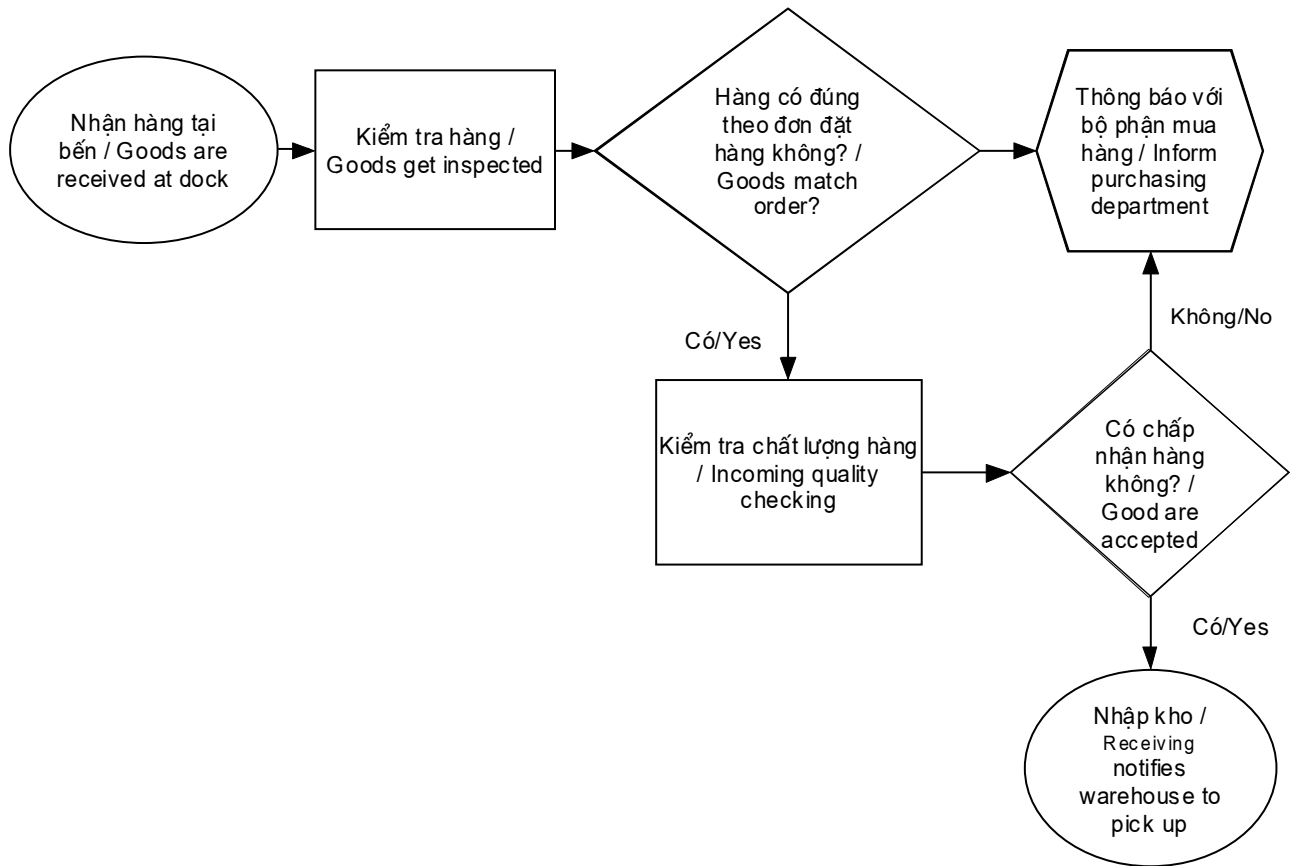 Nhận hàng tại
bến / Goods are
received at dock
Kiểm tra hàng /
Goods get inspected
Hàng có đúng
theo đơn đặt
hàng không? /
Goods match
order?
Thông báo với
bộ phận mua
hàng / Inform
purchasing
department
Có/Yes
Không/No
Kiểm tra chất lượng hàng
/ Incoming quality
checking
Có chấp
nhận hàng
không? /
Good are
accepted
Có/Yes
Nhập kho /
Receiving
notifies
warehouse to
pick up